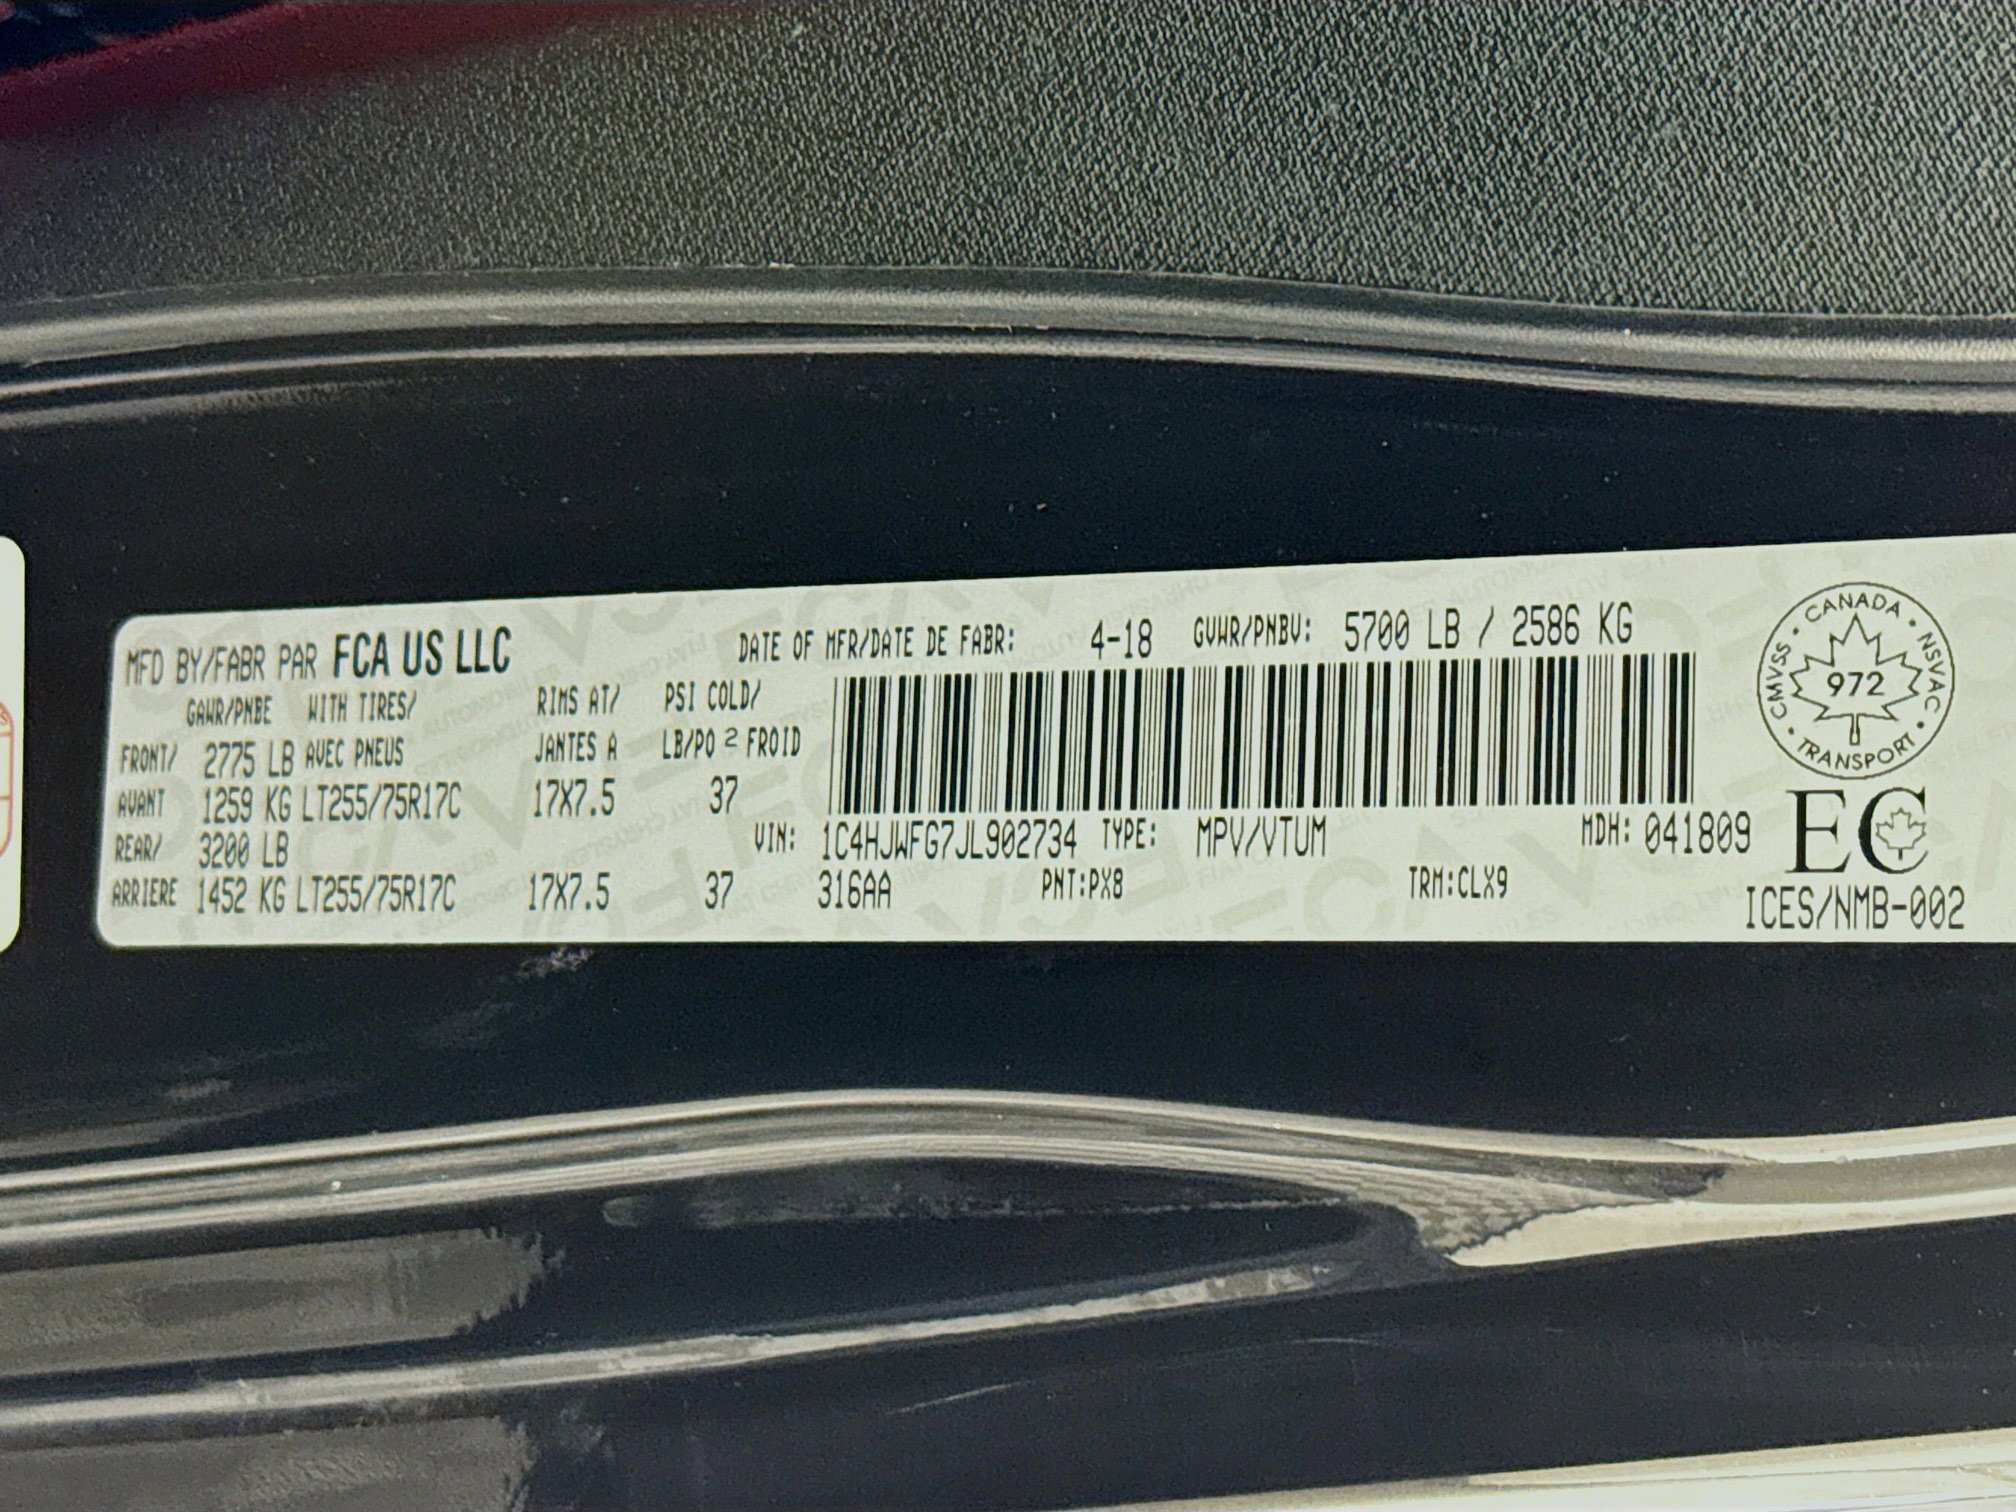 MFD BY/FABR PAR FCA US LLC DATE OF MFR/DATE DE FABR: 4-18 GVWR/PNBV: 5700 LB / 2586 KG
GAWR/PNBE WITH TIRES/ RIMS AT/ PSI COLD/
FRONT/ 2775 LB AVEC PNEUS JANTES A LB/PO 2 FROID
AVANT 1259 KG LT255/75R17C 17X7.5 37
REAR/ 3200 LB VIN: 1C4HJWFG7JL902734 TYPE: MPV/VTUM MDH: 041809
ARRIERE 1452 KG LT255/75R17C 17X7.5 37 316AA PNT:PX8 TRM:CLX9
CANADA
CMVSS • NSVAC
972
TRANSPORT
EC
ICES/NMB-002